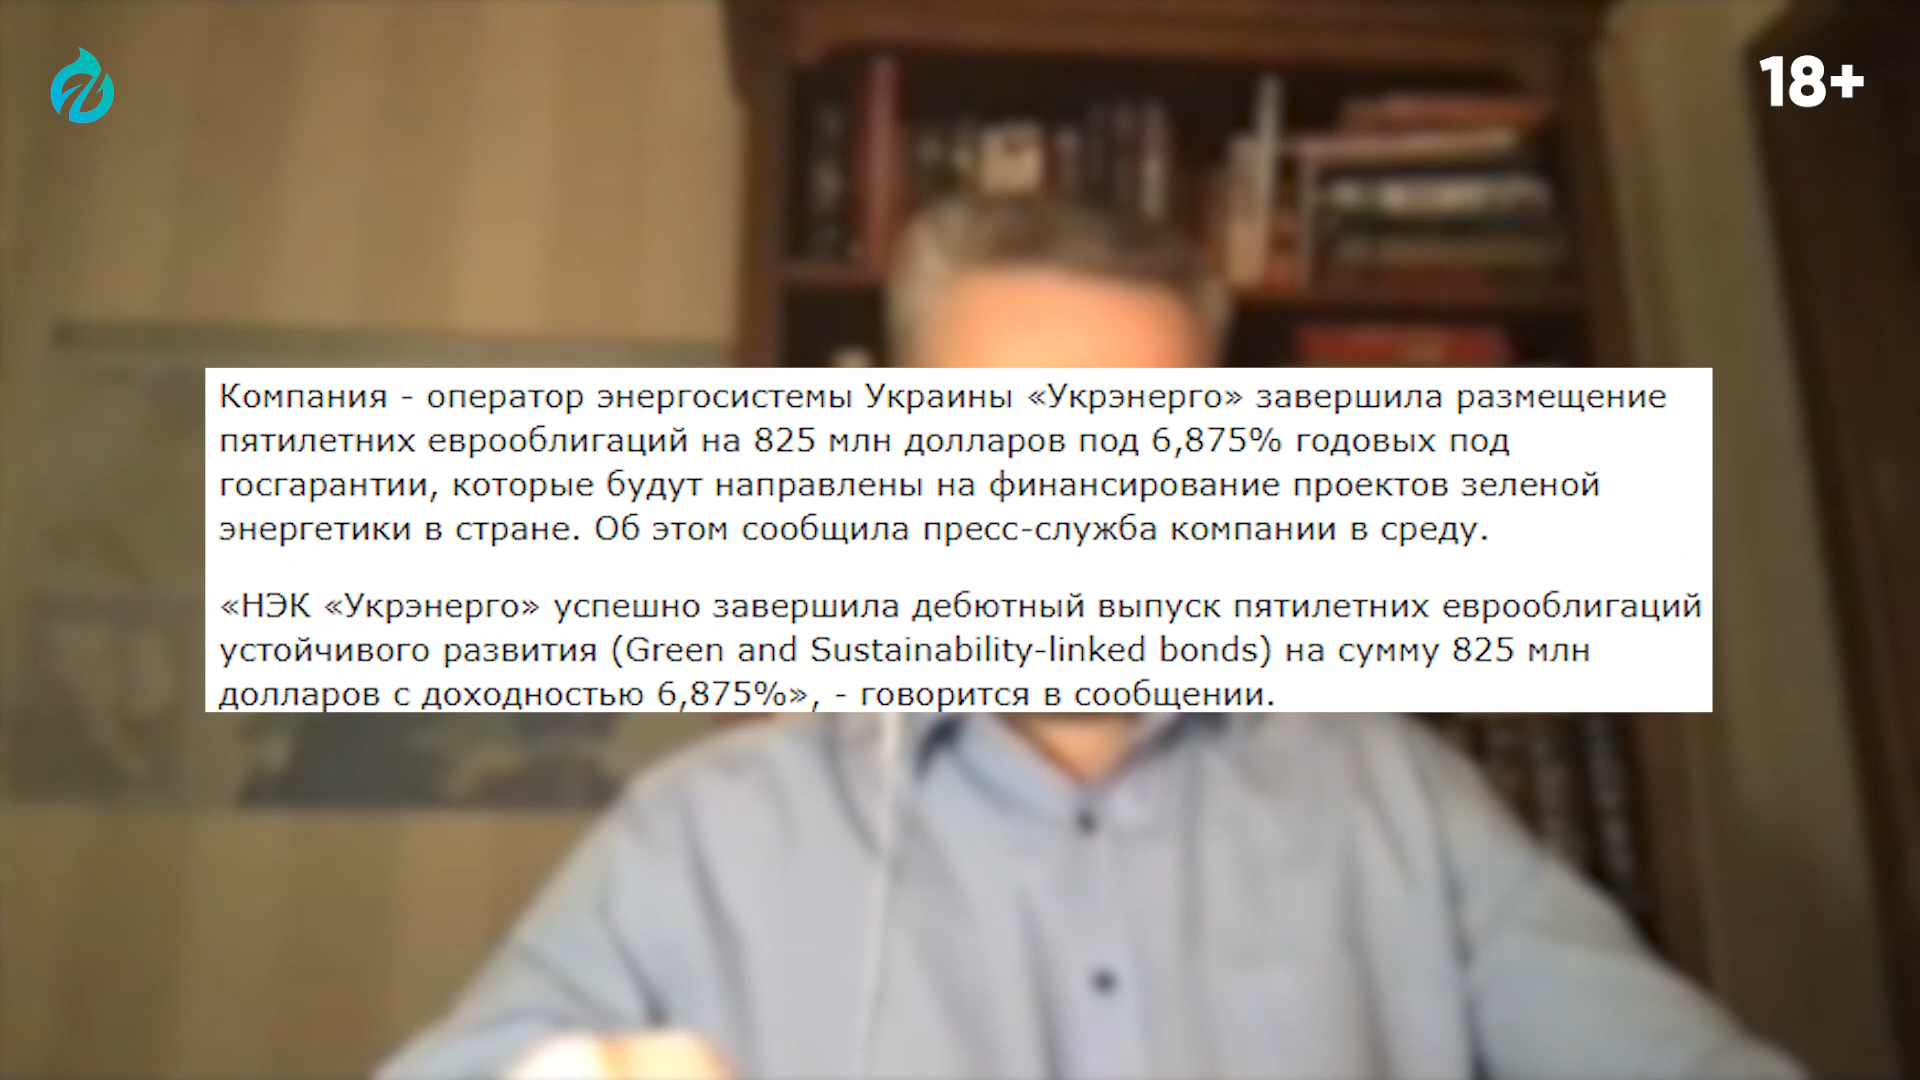 18+
Компания - оператор энергосистемы Украины «Укрэнерго» завершила размещение
пятилетних еврооблигаций на 825 млн долларов под 6,875% годовых под
госгарантии, которые будут направлены на финансирование проектов зеленой
энергетики в стране. Об этом сообщила пресс-служба компании в среду.
«НЭК «Укрэнерго» успешно завершила дебютный выпуск пятилетних еврооблигаций
устойчивого развития (Green and Sustainability-linked bonds) на сумму 825 млн
долларов с доходностью 6,875%», - говорится в сообщении.